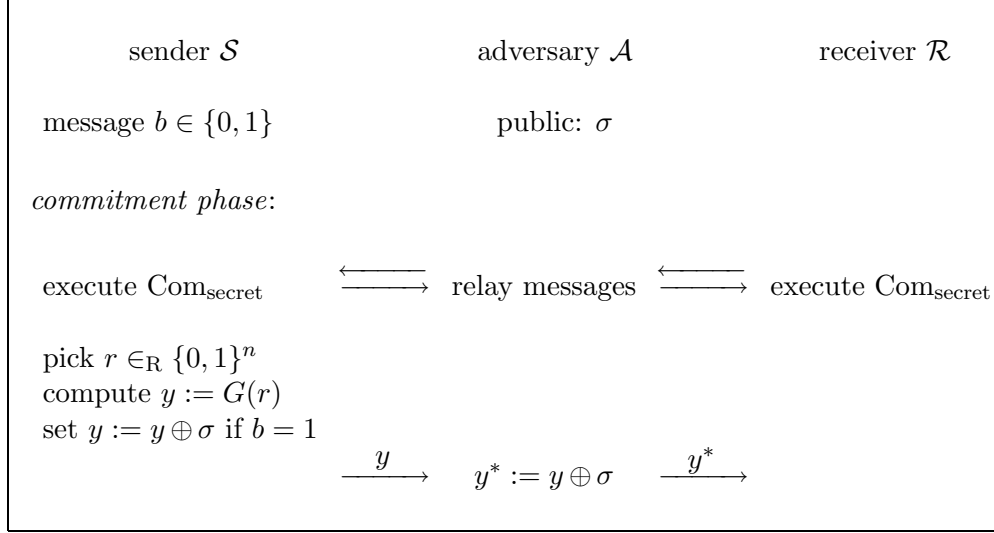 sender 𝒮 adversary 𝒜 receiver ℛ
message b ∈ {0, 1} public: σ
commitment phase:
execute Com_secret relay messages execute Com_secret
pick r ∈_R {0, 1}^n
compute y := G(r)
set y := y ⊕ σ if b = 1
y y* := y ⊕ σ y*